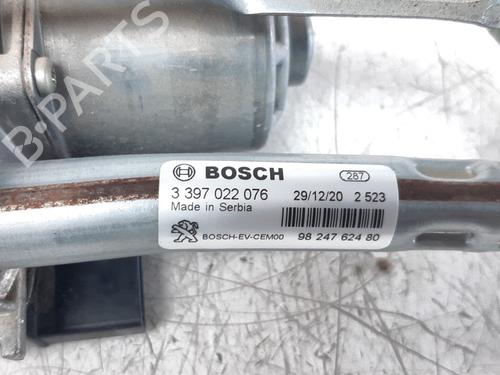 B-PARTS
BOSCH 287
3 397 022 076 29/12/20 2 523
Made in Serbia
BOSCH-EV-CEM00 98 247 624 80